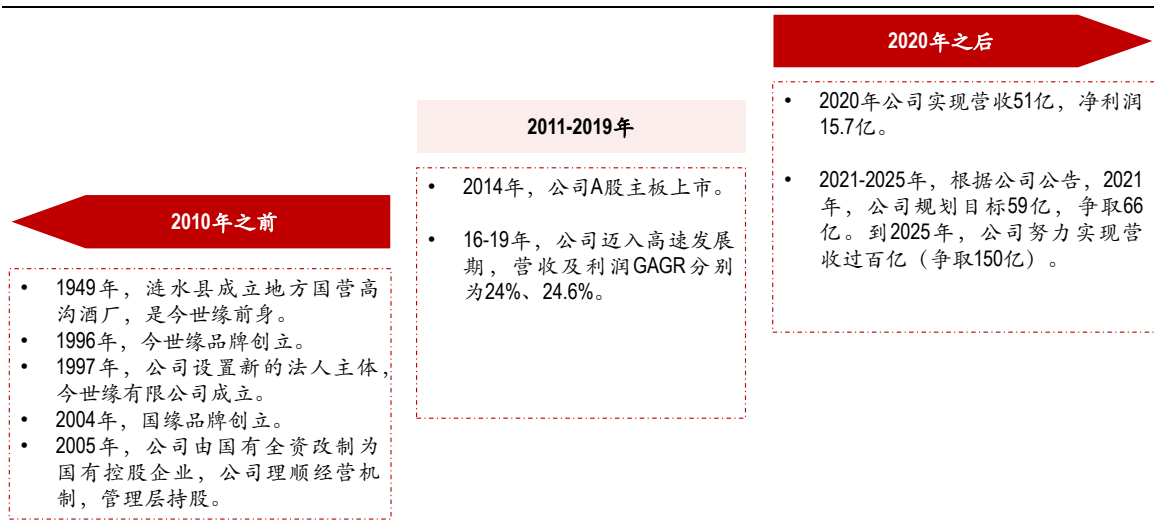 2010年之前
• 1949年，涟水县成立地方国营高
沟酒厂，是今世缘前身。
• 1996年，今世缘品牌创立。
• 1997年，公司设置新的法人主体，
今世缘有限公司成立。
• 2004年，国缘品牌创立。
• 2005年，公司由国有全资改制为
国有控股企业，公司理顺经营机
制，管理层持股。
2011-2019年
• 2014年，公司A股主板上市。
• 16-19年，公司迈入高速发展
期，营收及利润GAGR分别
为24%、24.6%。
2020年之后
• 2020年公司实现营收51亿，净利润
15.7亿。
• 2021-2025年，根据公司公告，2021
年，公司规划目标59亿，争取66
亿。到2025年，公司努力实现营
收过百亿（争取150亿）。